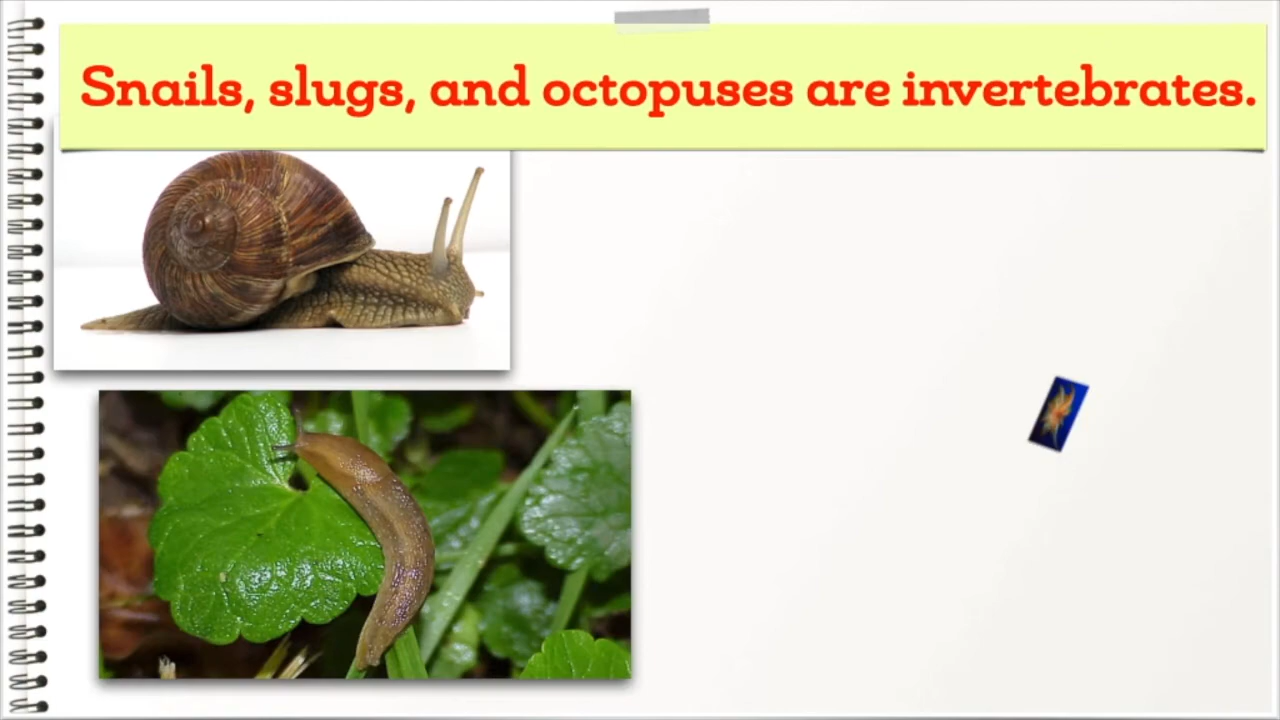 Snails, slugs, and octopuses are invertebrates.